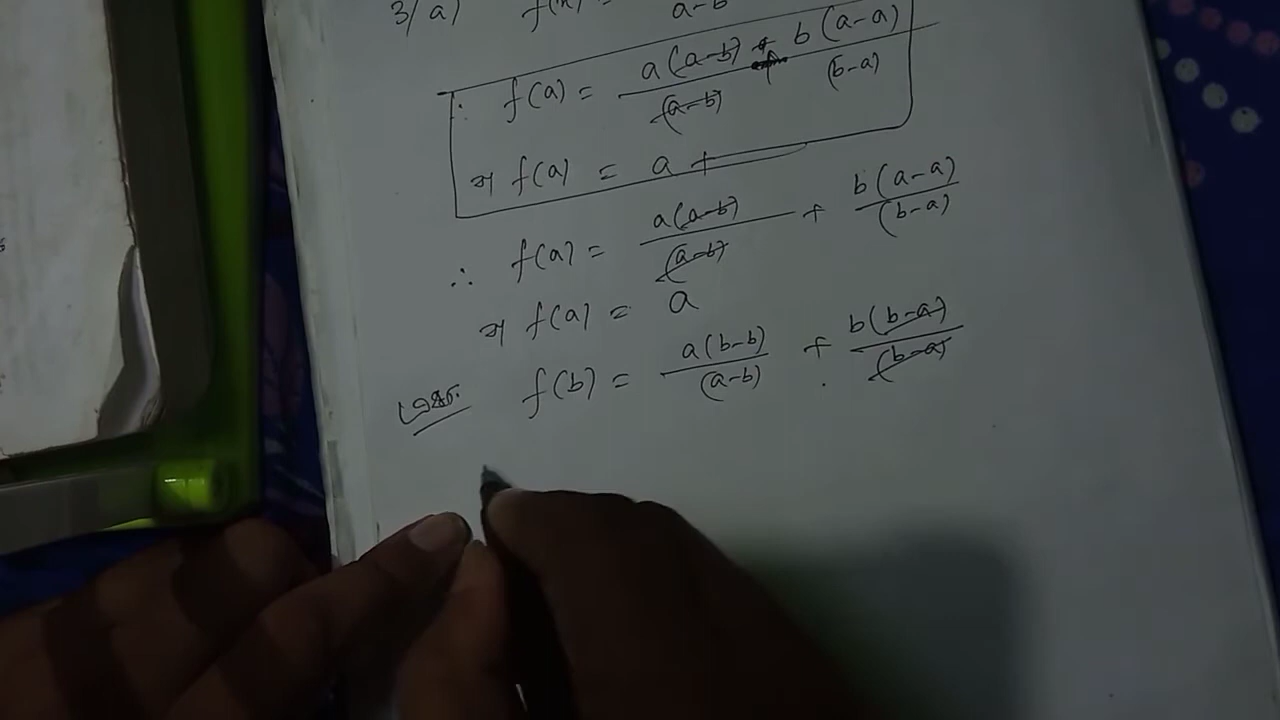 3/a) f(x) = a-b
∴ f(a) = a(a-b)/(a-b) + b(a-a)/(b-a)
বা f(a) = a +
∴ f(a) = a(a-b)/(a-b) + b(a-a)/(b-a)
বা f(a) = a
f(b) = a(b-b)/(a-b) + b(b-a)/(b-a)